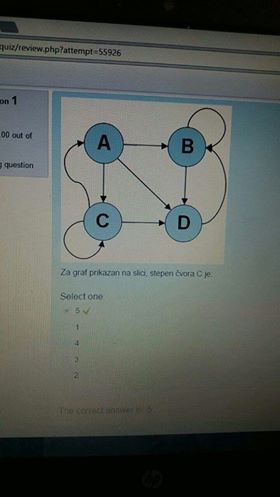 quiz/review.php?attempt=55926
on 1
.00 out of
question
A
B
C
D
Za graf prikazan na slici, stepen čvora C je:
Select one
5
1
4
3
2
The correct answer is: 5
hp